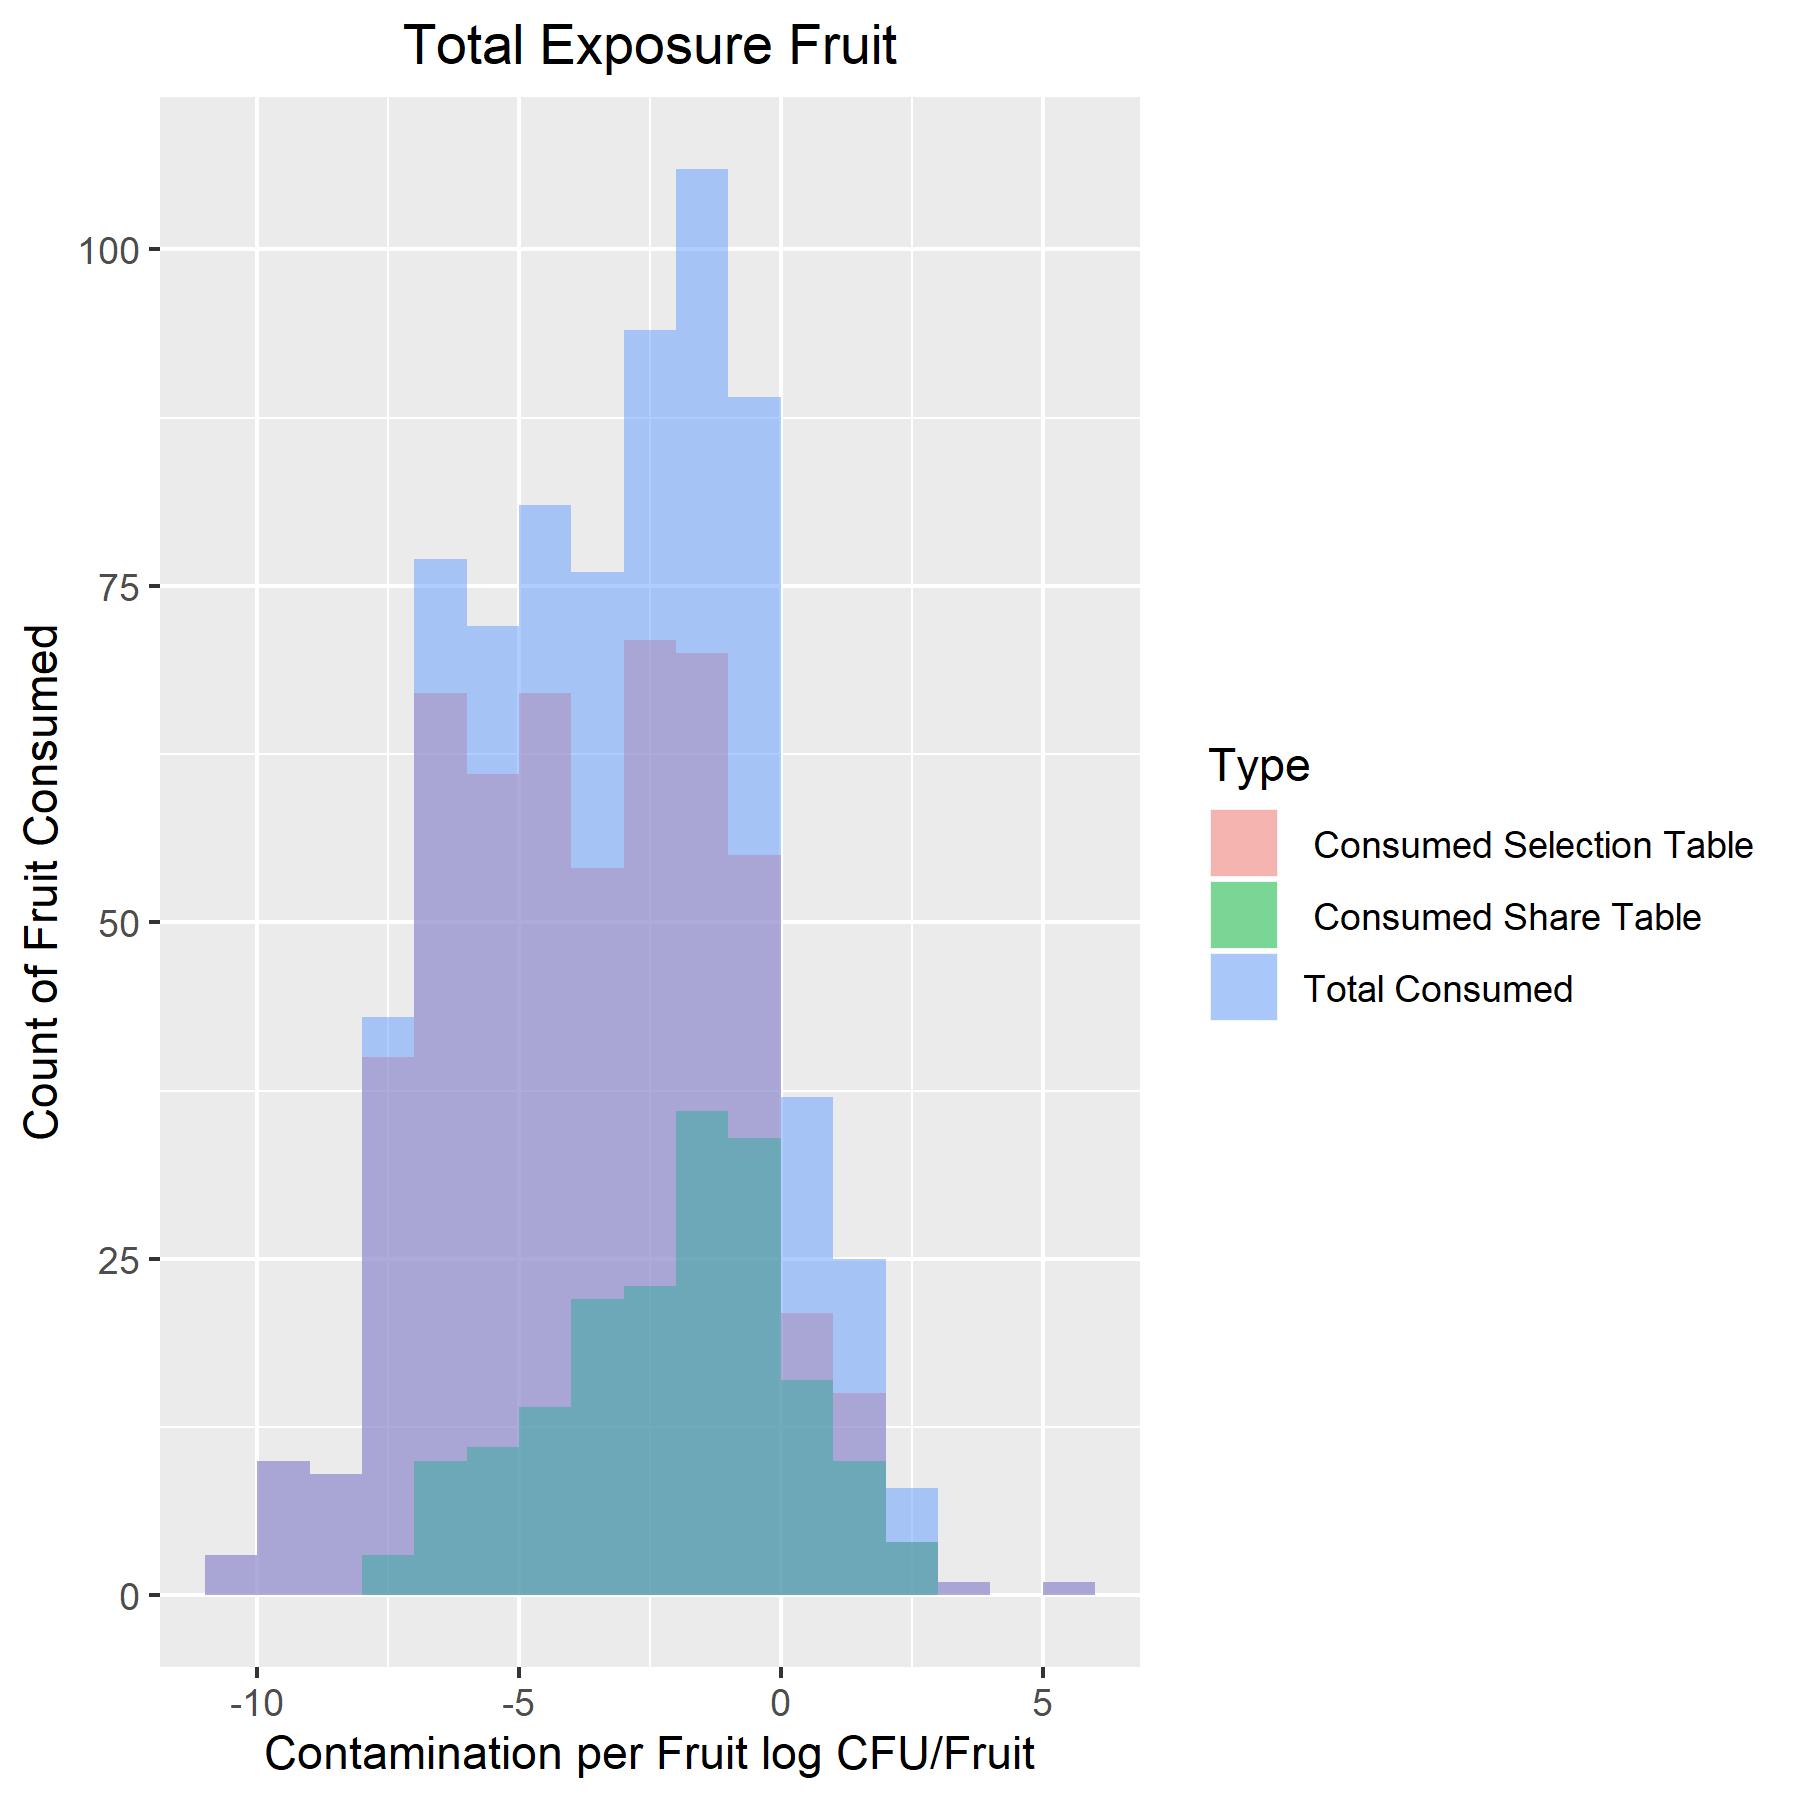 Total Exposure Fruit
100
75
50
25
0
Count of Fruit Consumed
-10 -5 0 5
Contamination per Fruit log CFU/Fruit
Type
Consumed Selection Table
Consumed Share Table
Total Consumed